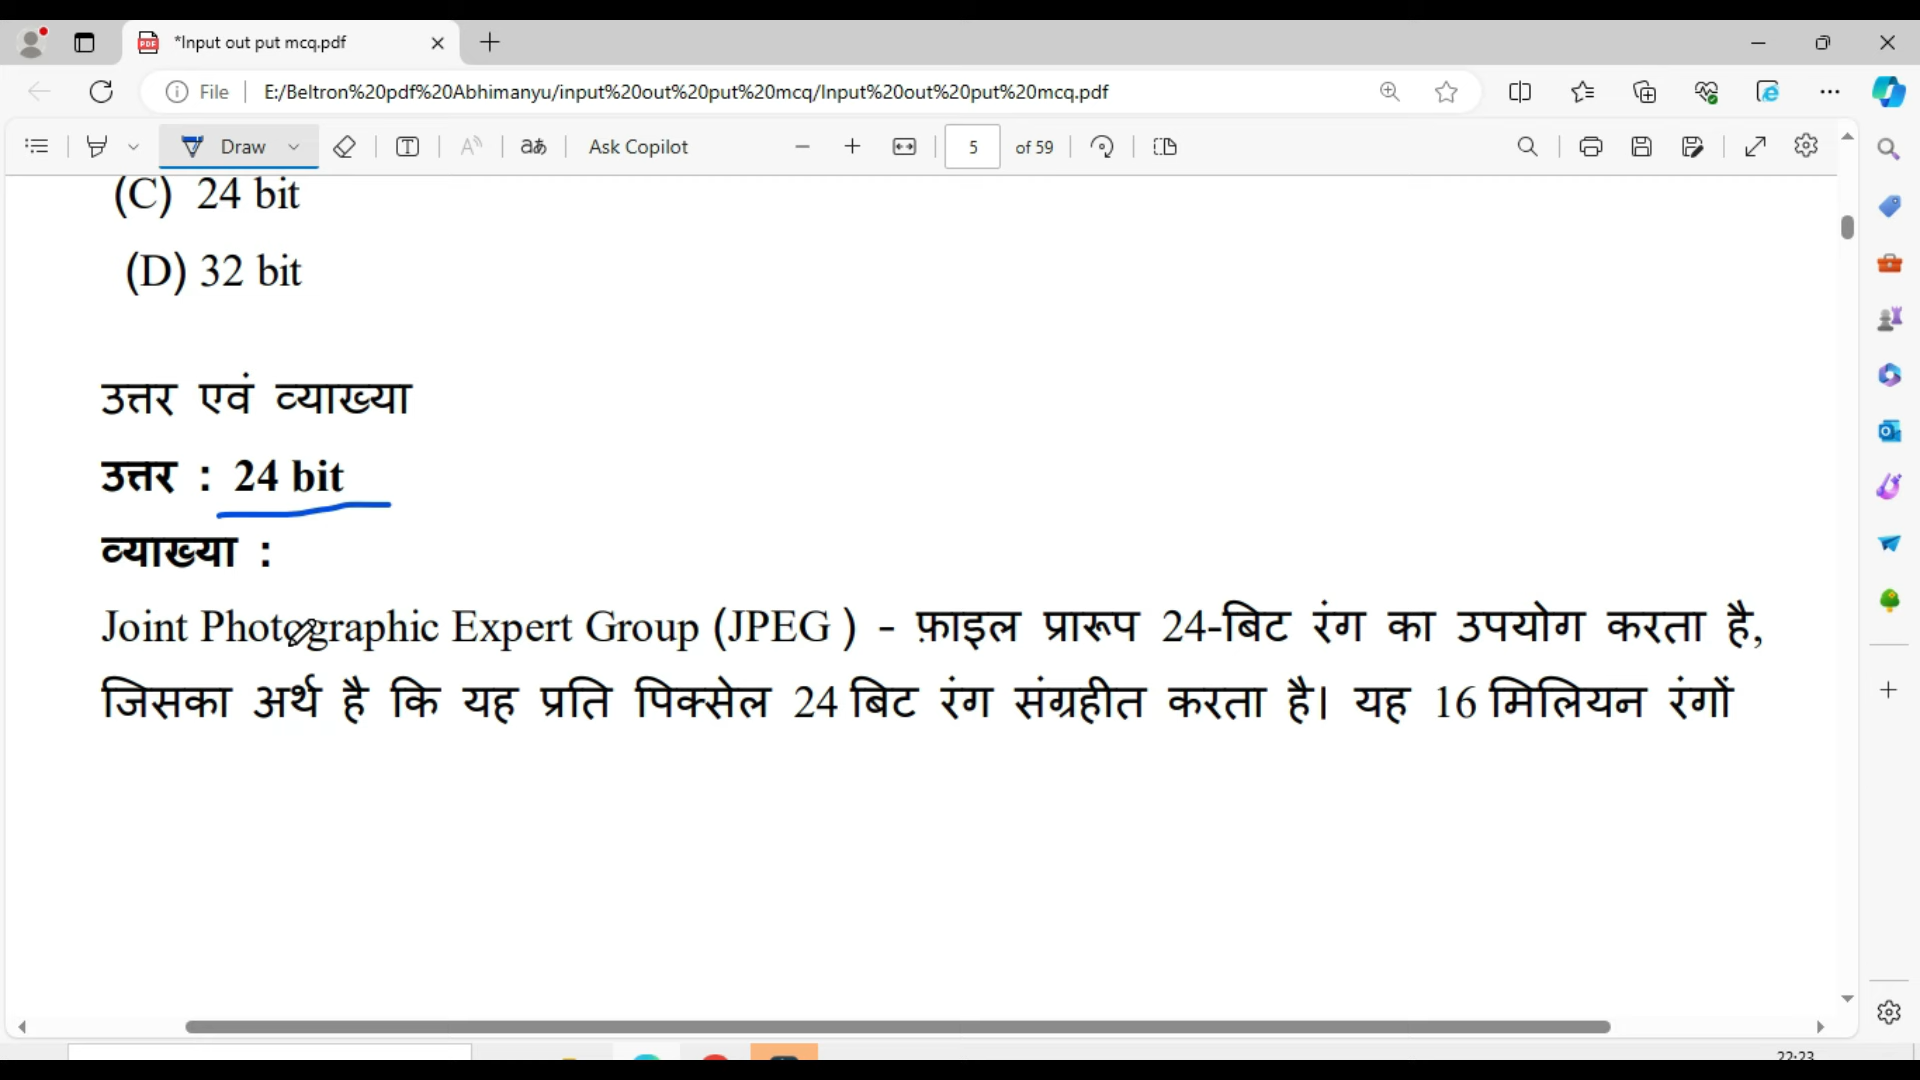 *Input out put mcq.pdf
File
E:/Beltron%20pdf%20Abhimanyu/input%20out%20put%20mcq/Input%20out%20put%20mcq.pdf
Draw
Ask Copilot
5
of 59
(C) 24 bit
(D) 32 bit
उत्तर एवं व्याख्या
उत्तर : 24 bit
व्याख्या :
Joint Photographic Expert Group (JPEG ) - फ़ाइल प्रारूप 24-बिट रंग का उपयोग करता है,
जिसका अर्थ है कि यह प्रति पिक्सेल 24 बिट रंग संग्रहीत करता है। यह 16 मिलियन रंगों
22:23